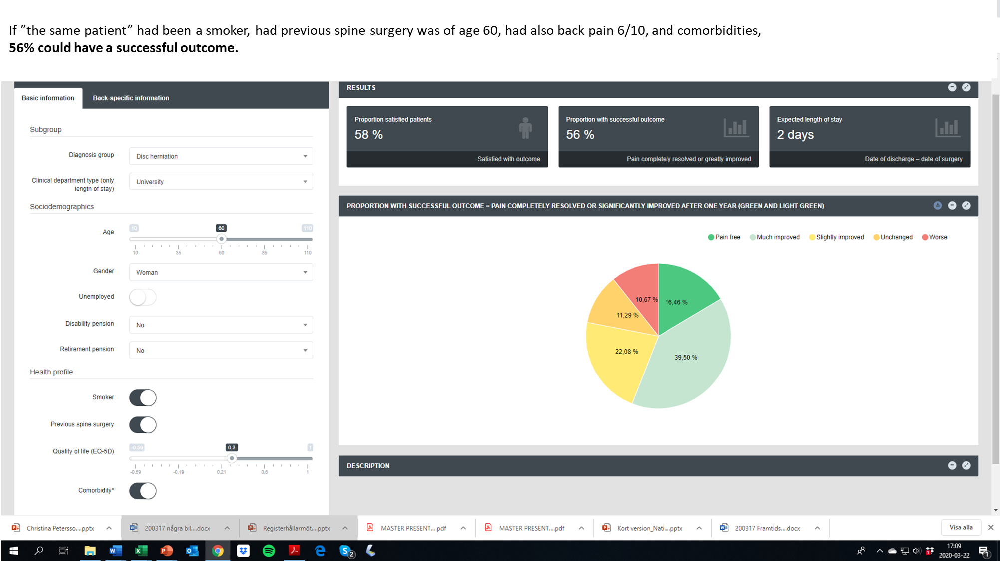 If ”the same patient” had been a smoker, had previous spine surgery was of age 60, had also back pain 6/10, and comorbidities,
56% could have a successful outcome.
Basic information
Back-specific information
Subgroup
Diagnosis group
Disc herniation
Clinical department type (only
length of stay)
University
Sociodemographics
Age
10
60
110
10 35 60 85 110
Gender
Woman
Unemployed
Disability pension
No
Retirement pension
No
Health profile
Smoker
Previous spine surgery
Quality of life (EQ-5D)
-0.59
0.3
1
-0.59 -0.19 0.21 0.6 1
Comorbidity*
RESULTS
Proportion satisfied patients
58 %
Satisfied with outcome
Proportion with successful outcome
56 %
Pain completely resolved or greatly improved
Expected length of stay
2 days
Date of discharge – date of surgery
PROPORTION WITH SUCCESSFUL OUTCOME = PAIN COMPLETELY RESOLVED OR SIGNIFICANTLY IMPROVED AFTER ONE YEAR (GREEN AND LIGHT GREEN)
Pain free
Much improved
Slightly improved
Unchanged
Worse
10,67 %
16,46 %
11,29 %
22,08 %
39,50 %
DESCRIPTION
Christina Petersso....pptx
200317 några bil....docx
Registerhållarmöt....pptx
MASTER PRESENT....pdf
MASTER PRESENT....pdf
Kort version_Nati....pptx
200317 Framtids....docx
Visa alla
2
17:09
2020-03-22
1